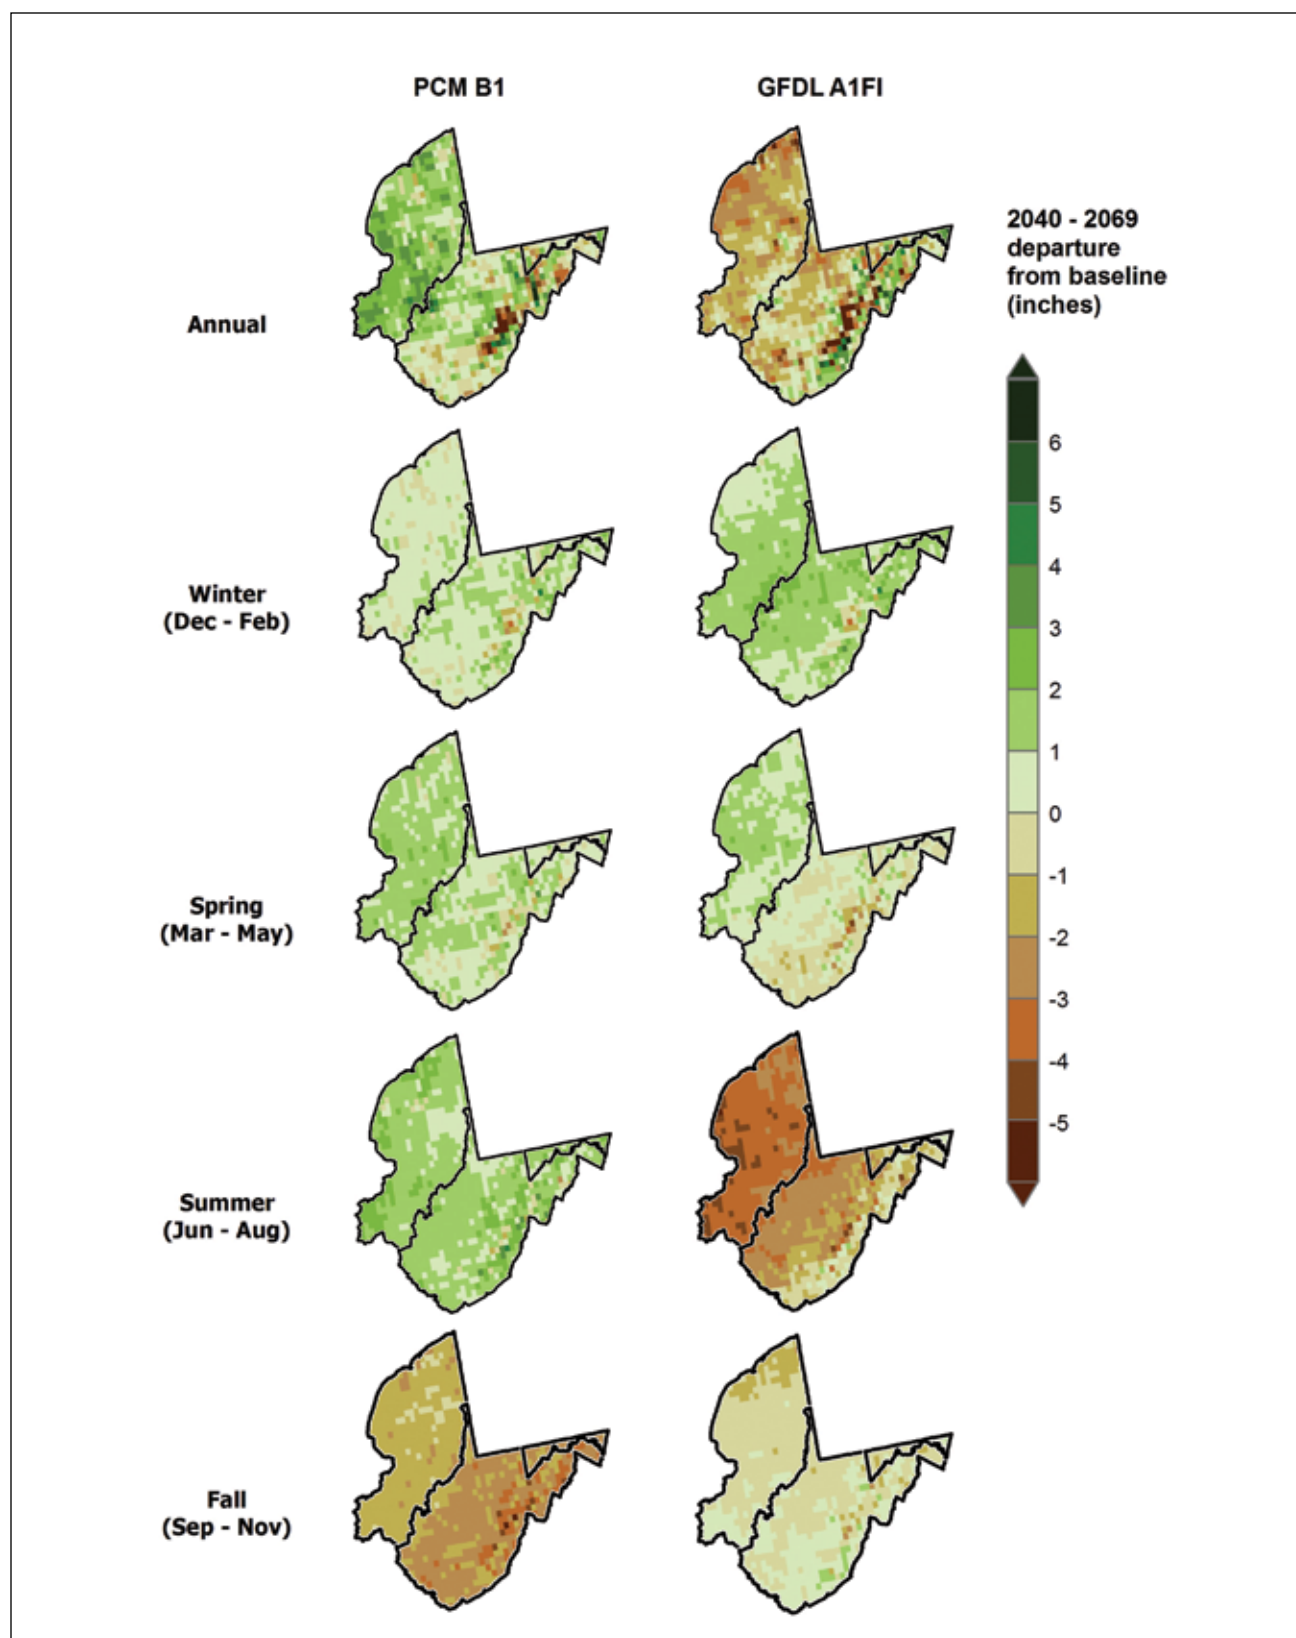 PCM B1
GFDL A1FI
2040 - 2069
departure
from baseline
(inches)
Annual
6
5
4
Winter
(Dec - Feb)
3
2
1
0
-1
Spring
(Mar - May)
-2
-3
-4
-5
Summer
(Jun - Aug)
Fall
(Sep - Nov)